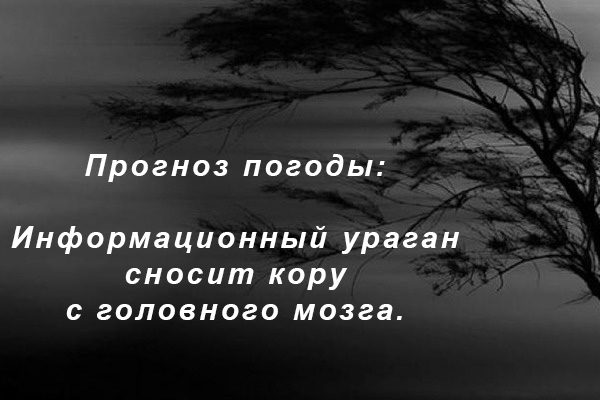 Прогноз погоды:
Информационный ураган
сносит кору
с головного мозга.